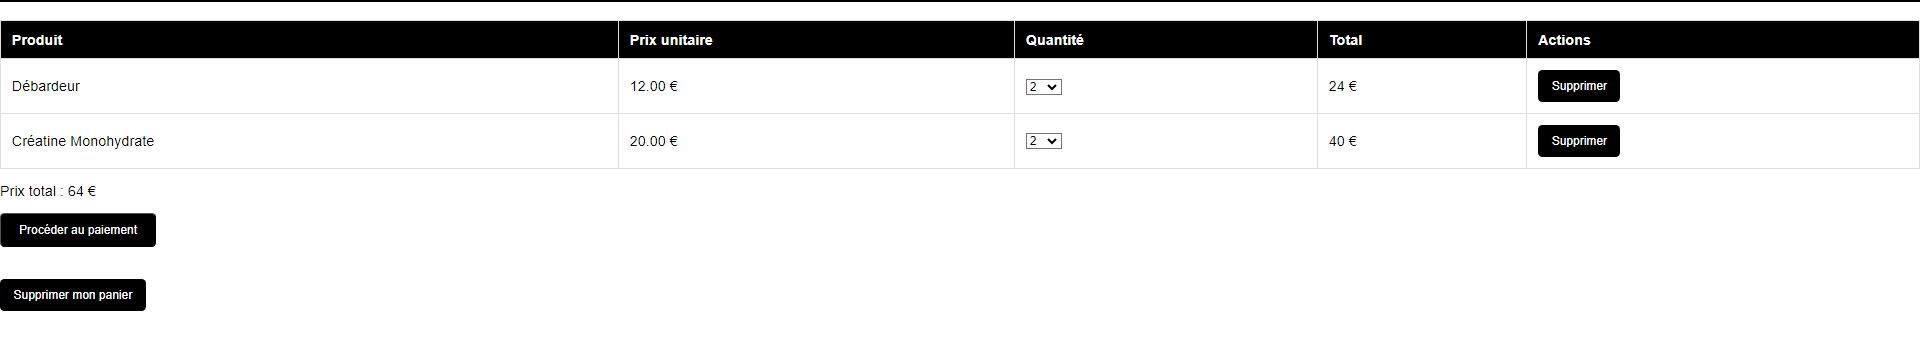 Produit Prix unitaire Quantité Total Actions
Débardeur 12.00 € 2 24 € Supprimer
Créatine Monohydrate 20.00 € 2 40 € Supprimer
Prix total : 64 €
Procéder au paiement
Supprimer mon panier